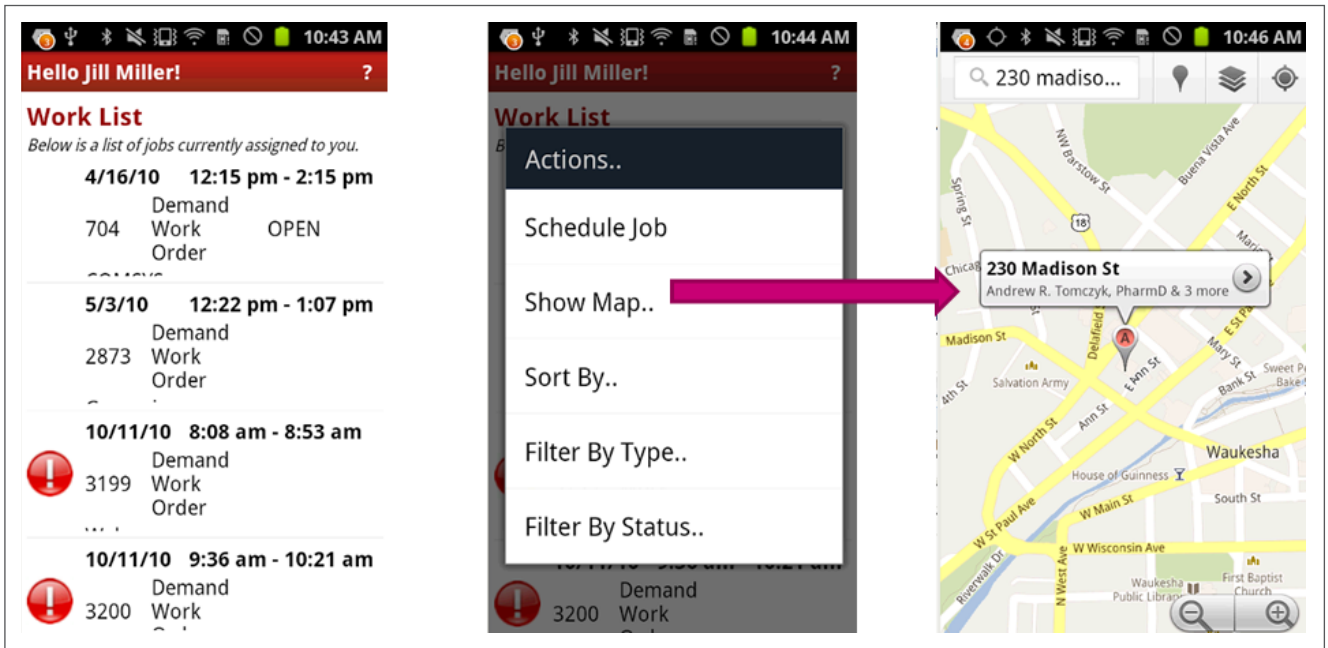 10:43 AM
Hello Jill Miller! ?
Work List
Below is a list of jobs currently assigned to you.
4/16/10 12:15 pm - 2:15 pm
Demand
704 Work OPEN
Order
5/3/10 12:22 pm - 1:07 pm
Demand
2873 Work
Order
10/11/10 8:08 am - 8:53 am
Demand
3199 Work
Order
10/11/10 9:36 am - 10:21 am
Demand
3200 Work
10:44 AM
Hello Jill Miller! ?
Work List
Actions..
Schedule Job
Show Map..
Sort By..
Filter By Type..
Filter By Status..
Demand
3200 Work
10:46 AM
230 madiso...
NW Barstow St
Buena Vista Ave
Spring St
E North St
18
230 Madison St
Andrew R. Tomczyk, PharmD & 3 more
A
Madison St
Delafield
Mary St
Salvation Army
E Ann St
Bank St
Sweet
Bake
4th St
Ann St
W North St
Waukesha
House of Guinness
South St
W Main St
W St Paul Ave
W Wisconsin Ave
Riverwalk Dr
N West Ave
Waukesha
Public Library
First Baptist
Church